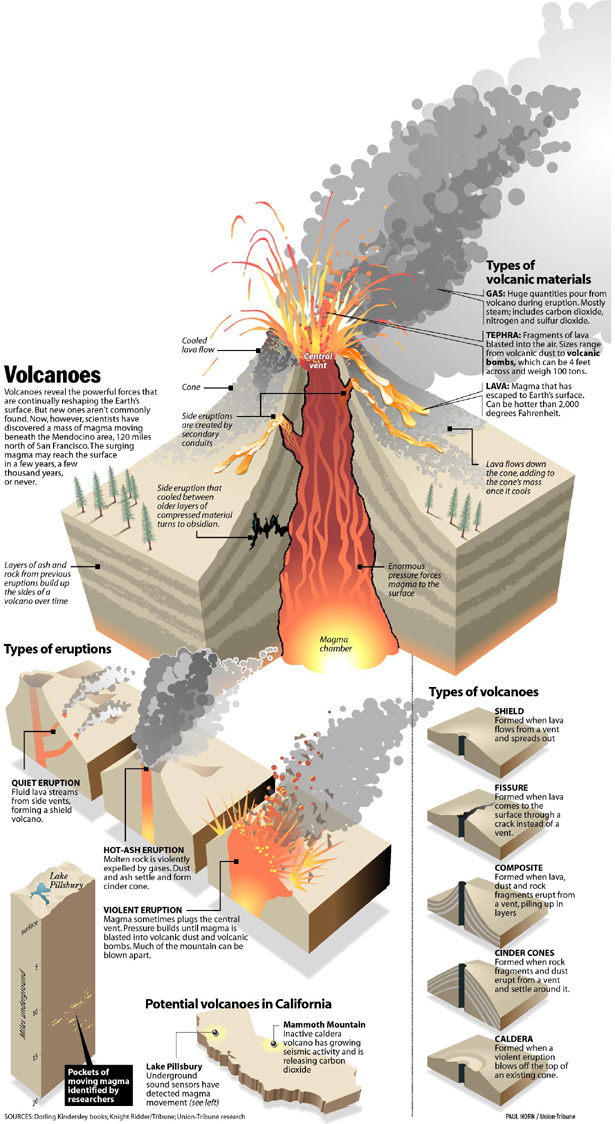 Types of
volcanic materials
GAS: Huge quantities pour from
volcano during eruption. Mostly
steam; includes carbon dioxide,
nitrogen and sulfur dioxide.
TEPHRA: Fragments of lava
blasted into the air. Sizes range
from volcanic dust to volcanic
bombs, which can be 4 feet
across and weigh 100 tons.
LAVA: Magma that has
escaped to Earth's surface.
Can be hotter than 2,000
degrees Fahrenheit.
Cooled
lava flow
Central
vent
Cone
Side eruptions
are created by
secondary
conduits
Volcanoes
Volcanoes reveal the powerful forces that
are continually reshaping the Earth's
surface. But new ones aren't commonly
found. Now, however, scientists have
discovered a mass of magma moving
beneath the Mendocino area, 120 miles
north of San Francisco. The surging
magma may reach the surface
in a few years, a few
thousand years,
or never.
Lava flows down
the cone, adding to
the cone's mass
once it cools
Side eruption that
cooled between
older layers of
compressed material
turns to obsidian.
Layers of ash and
rock from previous
eruptions build up
the sides of a
volcano over time
Enormous
pressure forces
magma to the
surface
Magma
chamber
Types of eruptions
QUIET ERUPTION
Fluid lava streams
from side vents,
forming a shield
volcano.
HOT-ASH ERUPTION
Molten rock is violently
expelled by gases. Dust
and ash settle and form
cinder cone.
VIOLENT ERUPTION
Magma sometimes plugs the central
vent. Pressure builds until magma is
blasted into volcanic dust and volcanic
bombs. Much of the mountain can be
blown apart.
Types of volcanoes
SHIELD
Formed when lava
flows from a vent
and spreads out
FISSURE
Formed when lava
comes to the
surface through a
crack instead of a
vent.
COMPOSITE
Formed when lava,
dust and rock
fragments erupt from
a vent, piling up in
layers
CINDER CONES
Formed when rock
fragments and dust
erupt from a vent
and settle around it.
CALDERA
Formed when a
violent eruption
blows off the top of
an existing cone.
Lake
Pillsbury
surface
5
10
15
20
Miles underground
Pockets of
moving magma
identified by
researchers
Potential volcanoes in California
Mammoth Mountain
Inactive caldera
volcano has growing
seismic activity and is
releasing carbon
dioxide
Lake Pillsbury
Underground
sound sensors have
detected magma
movement (see left)
SOURCES: Dorling Kindersley books; Knight Ridder/Tribune; Union-Tribune research
PAUL HORN / Union-Tribune